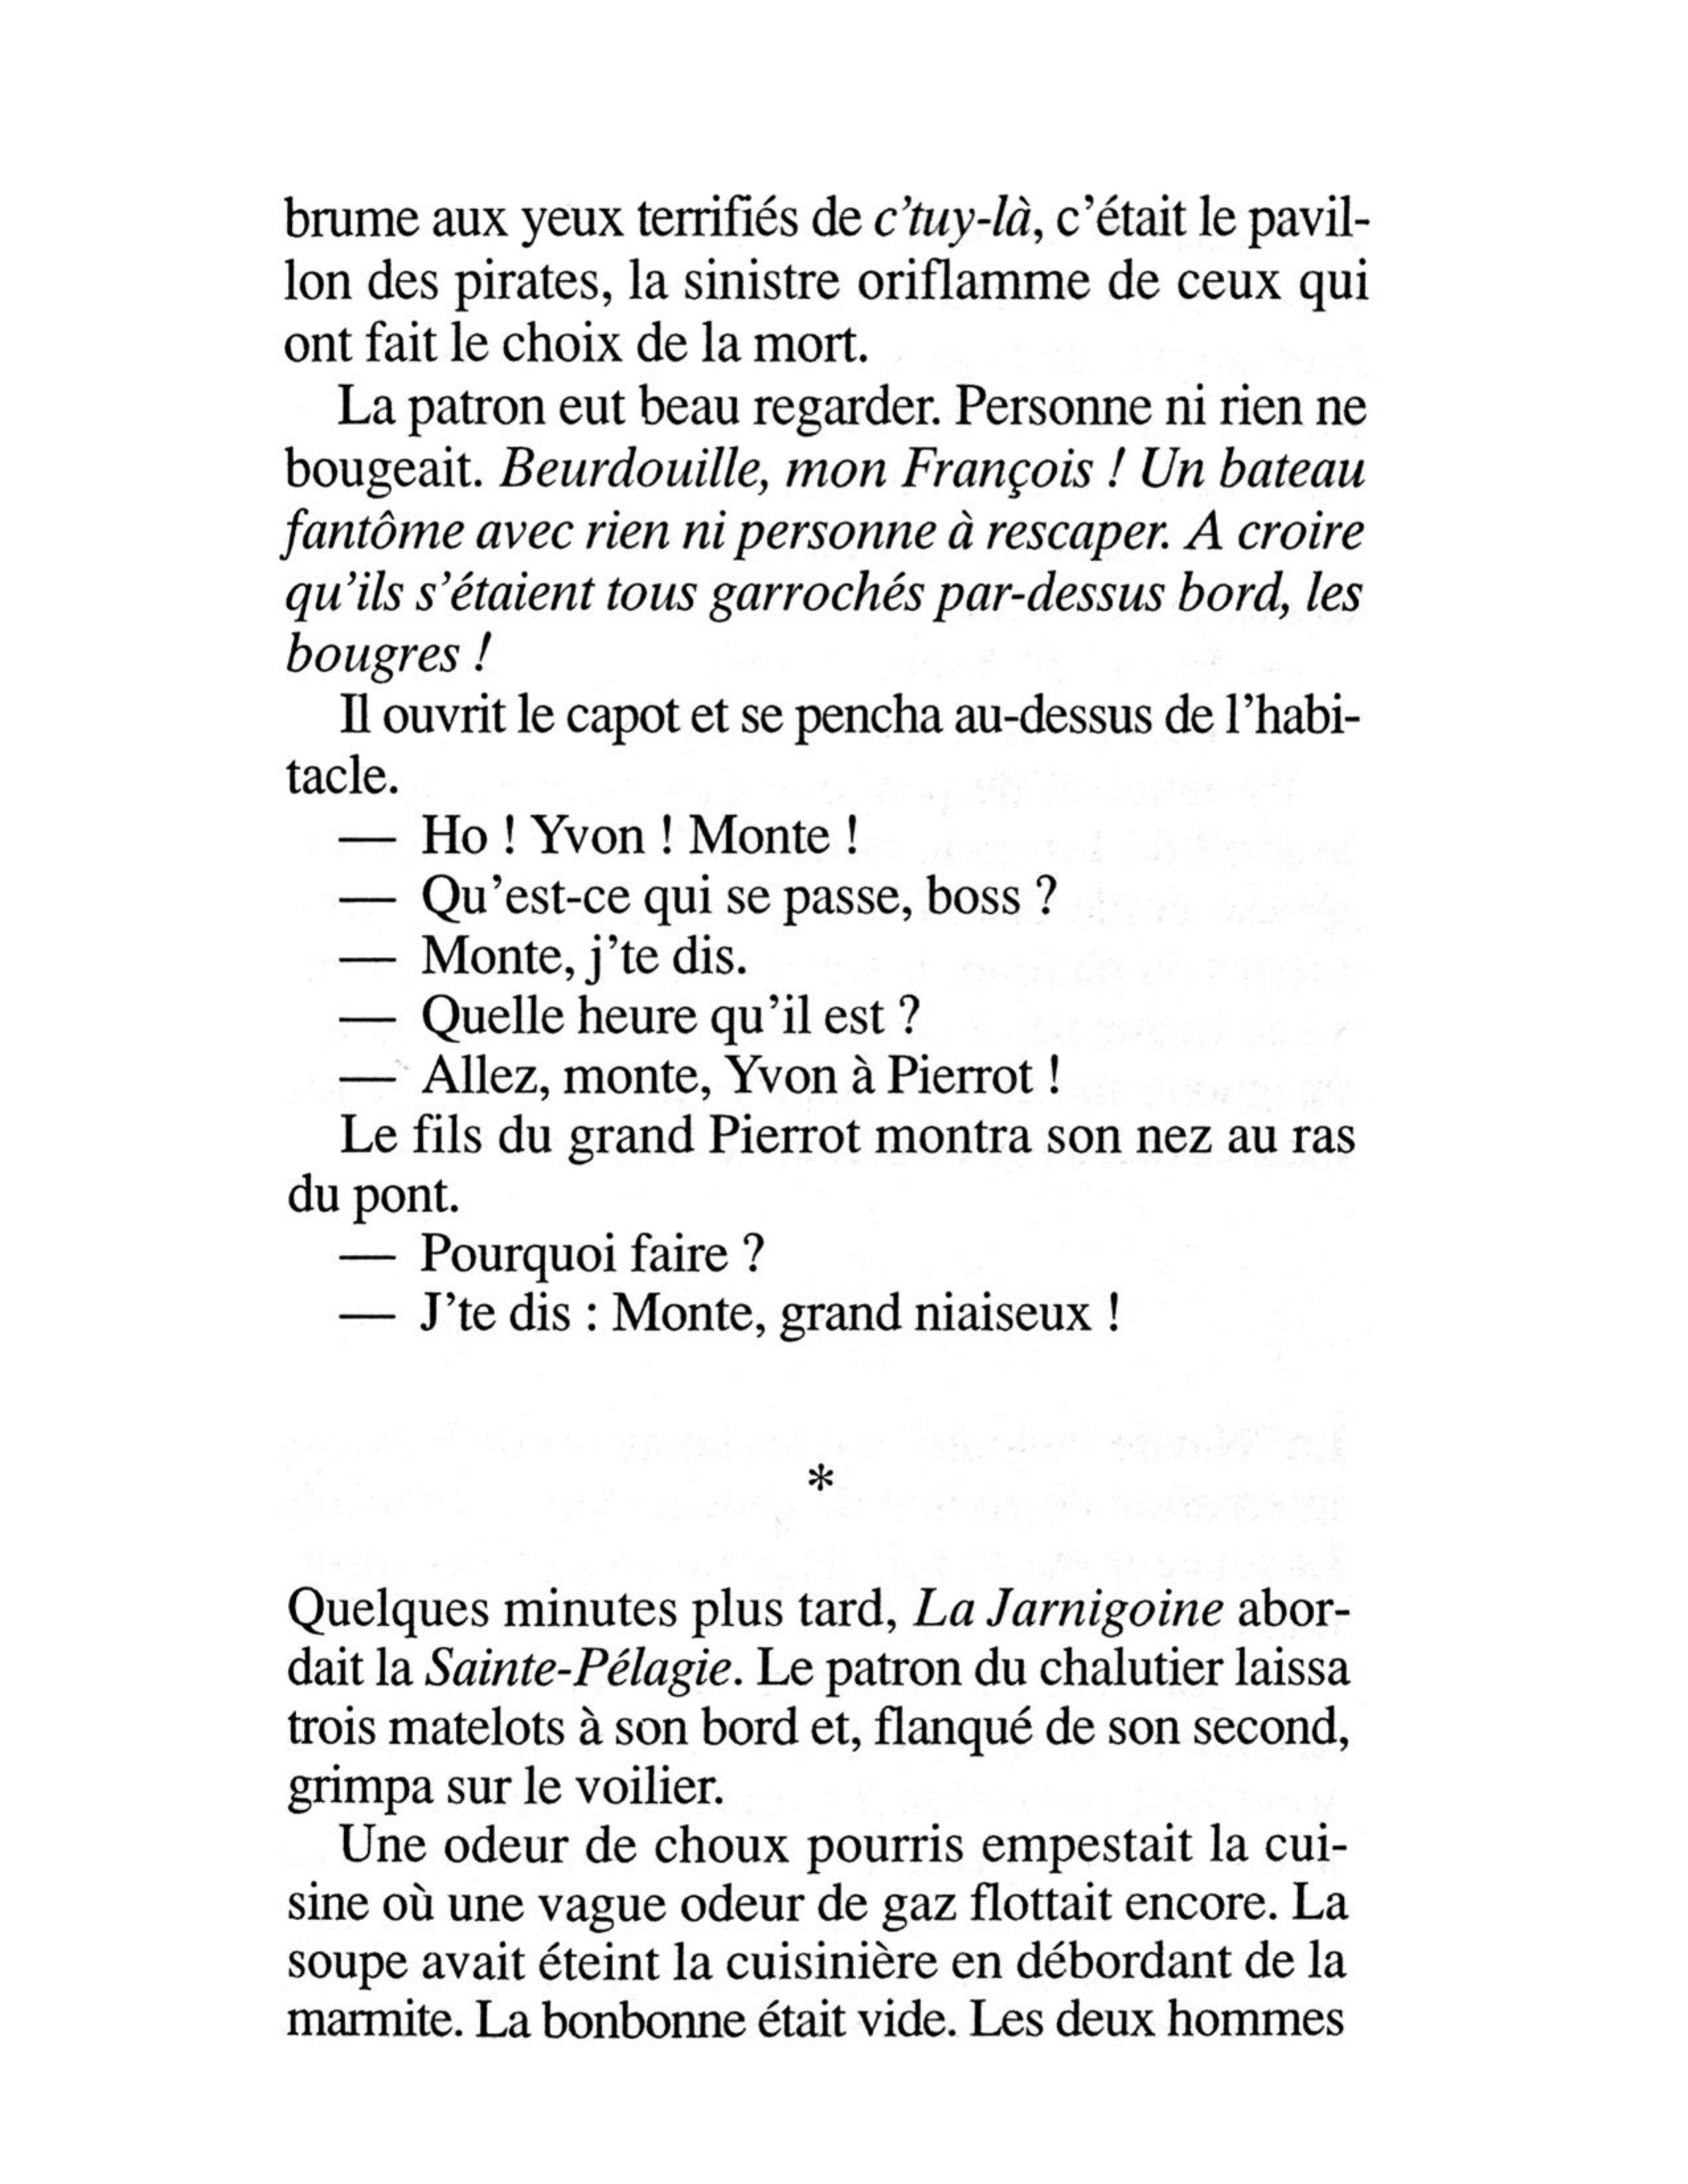 brume aux yeux terrifiés de c’tuy-là, c’était le pavil-
lon des pirates, la sinistre oriflamme de ceux qui
ont fait le choix de la mort.
La patron eut beau regarder. Personne ni rien ne
bougeait. Beurdouille, mon François ! Un bateau
fantôme avec rien ni personne à rescaper. A croire
qu’ils s’étaient tous garrochés par-dessus bord, les
bougres !
Il ouvrit le capot et se pencha au-dessus de l’habi-
tacle.
— Ho ! Yvon ! Monte !
— Qu’est-ce qui se passe, boss ?
— Monte, j’te dis.
— Quelle heure qu’il est ?
— Allez, monte, Yvon à Pierrot !
Le fils du grand Pierrot montra son nez au ras
du pont.
— Pourquoi faire ?
— J’te dis : Monte, grand niaiseux !
*
Quelques minutes plus tard, La Jarnigoine abor-
dait la Sainte-Pélagie. Le patron du chalutier laissa
trois matelots à son bord et, flanqué de son second,
grimpa sur le voilier.
Une odeur de choux pourris empestait la cui-
sine où une vague odeur de gaz flottait encore. La
soupe avait éteint la cuisinière en débordant de la
marmite. La bonbonne était vide. Les deux hommes